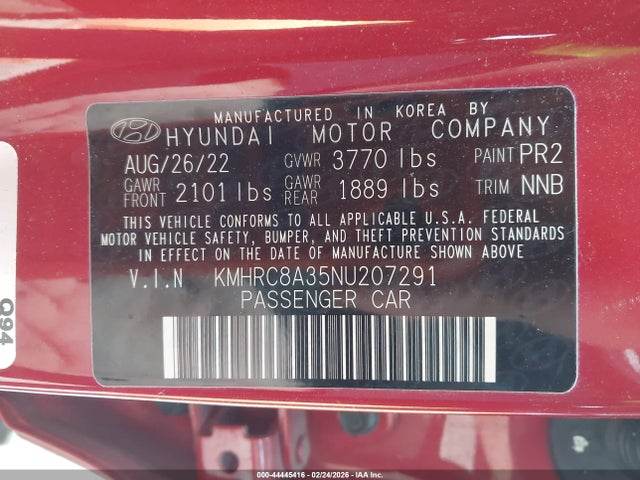 MANUFACTURED IN KOREA BY
HYUNDAI MOTOR COMPANY
AUG/26/22 GVWR 3770 lbs PAINT PR2
GAWR FRONT 2101 lbs GAWR REAR 1889 lbs TRIM NNB
THIS VEHICLE CONFORMS TO ALL APPLICABLE U.S.A. FEDERAL
MOTOR VEHICLE SAFETY, BUMPER, AND THEFT PREVENTION STANDARDS
IN EFFECT ON THE DATE OF MANUFACTURE SHOWN ABOVE
V.I.N KMHRC8A35NU207291
PASSENGER CAR
Q94
000-44445416 - 02/24/2026 - IAA, Inc.